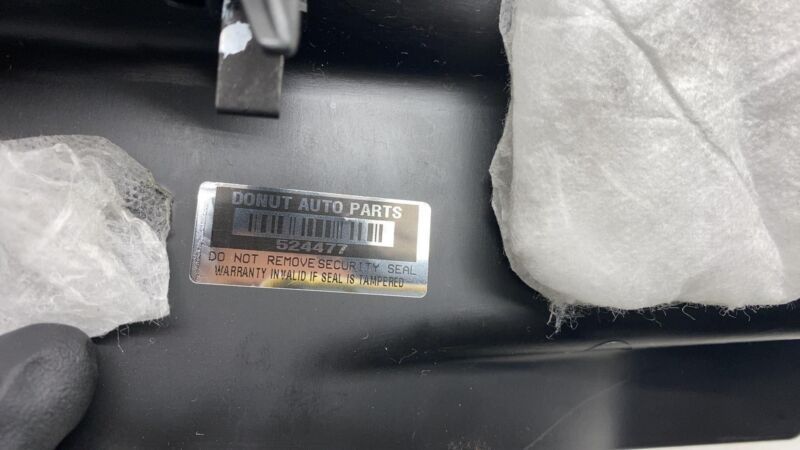 DONUT AUTO PARTS
524477
DO NOT REMOVE SECURITY SEAL
WARRANTY INVALID IF SEAL IS TAMPERED